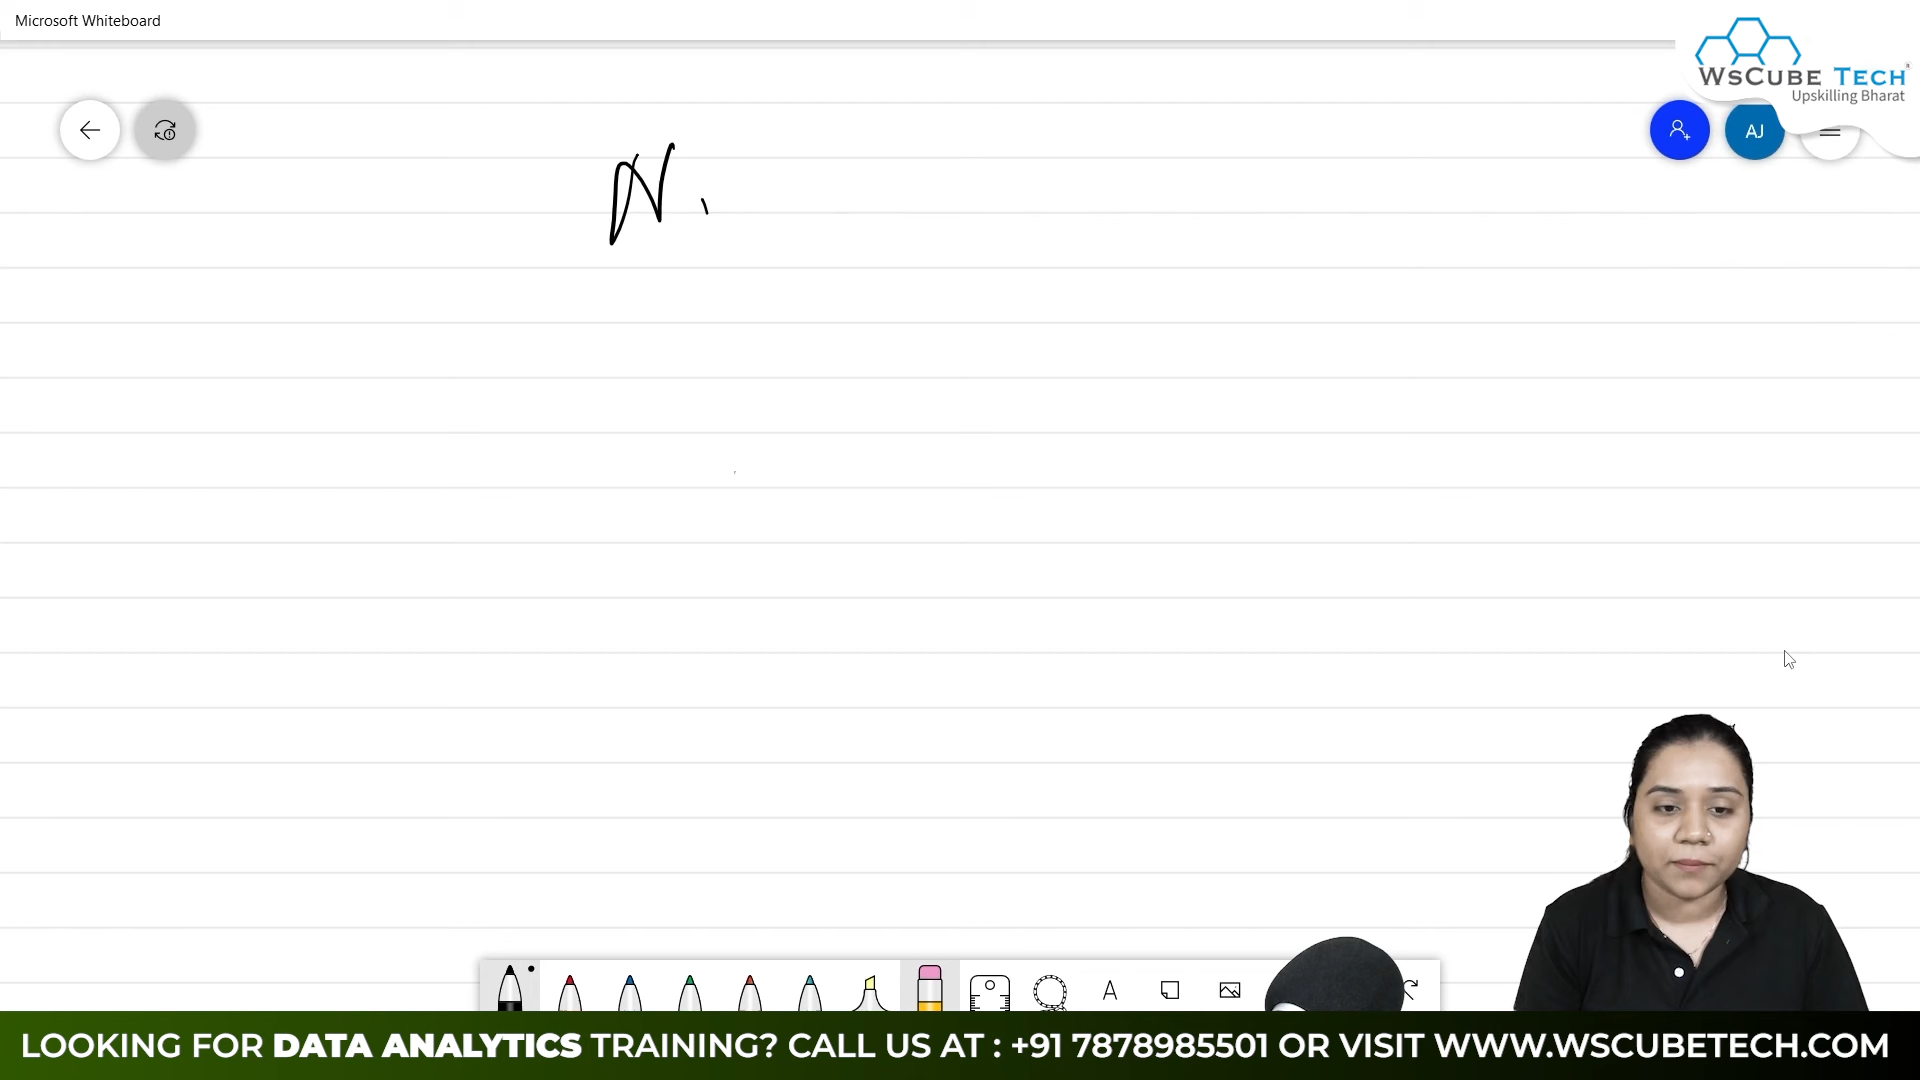 Microsoft Whiteboard
WSCUBE TECH
Upskilling Bharat
AJ
N
LOOKING FOR DATA ANALYTICS TRAINING? CALL US AT : +91 7878985501 OR VISIT WWW.WSCUBETECH.COM